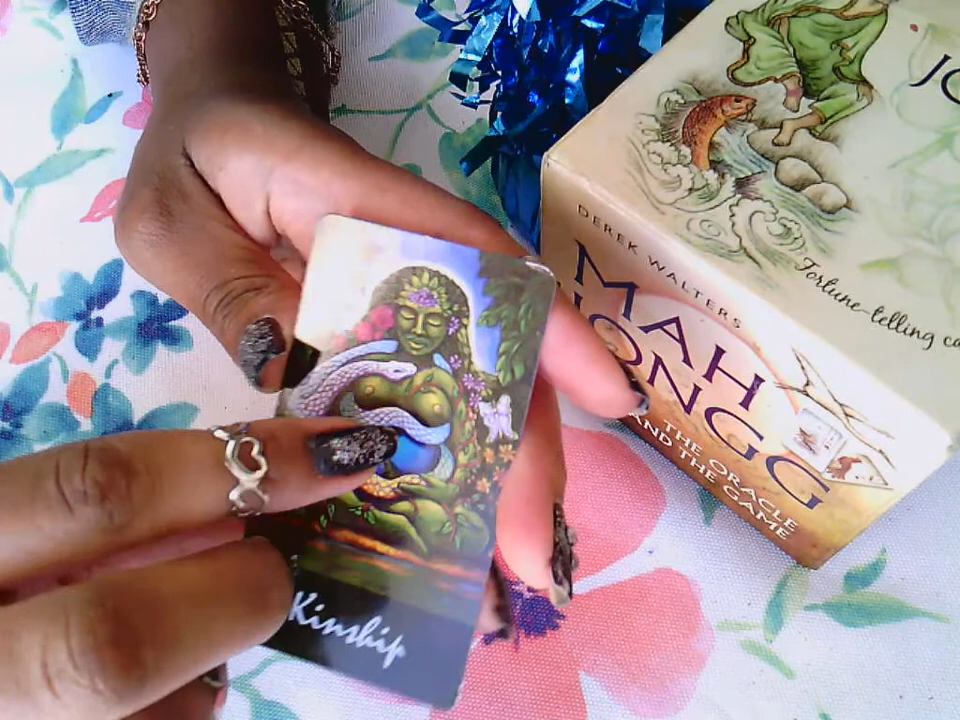 JO
Fortune-telling ca
DEREK WALTERS
MAH
JONGG
THE ORACLE
AND THE GAME
Kinship